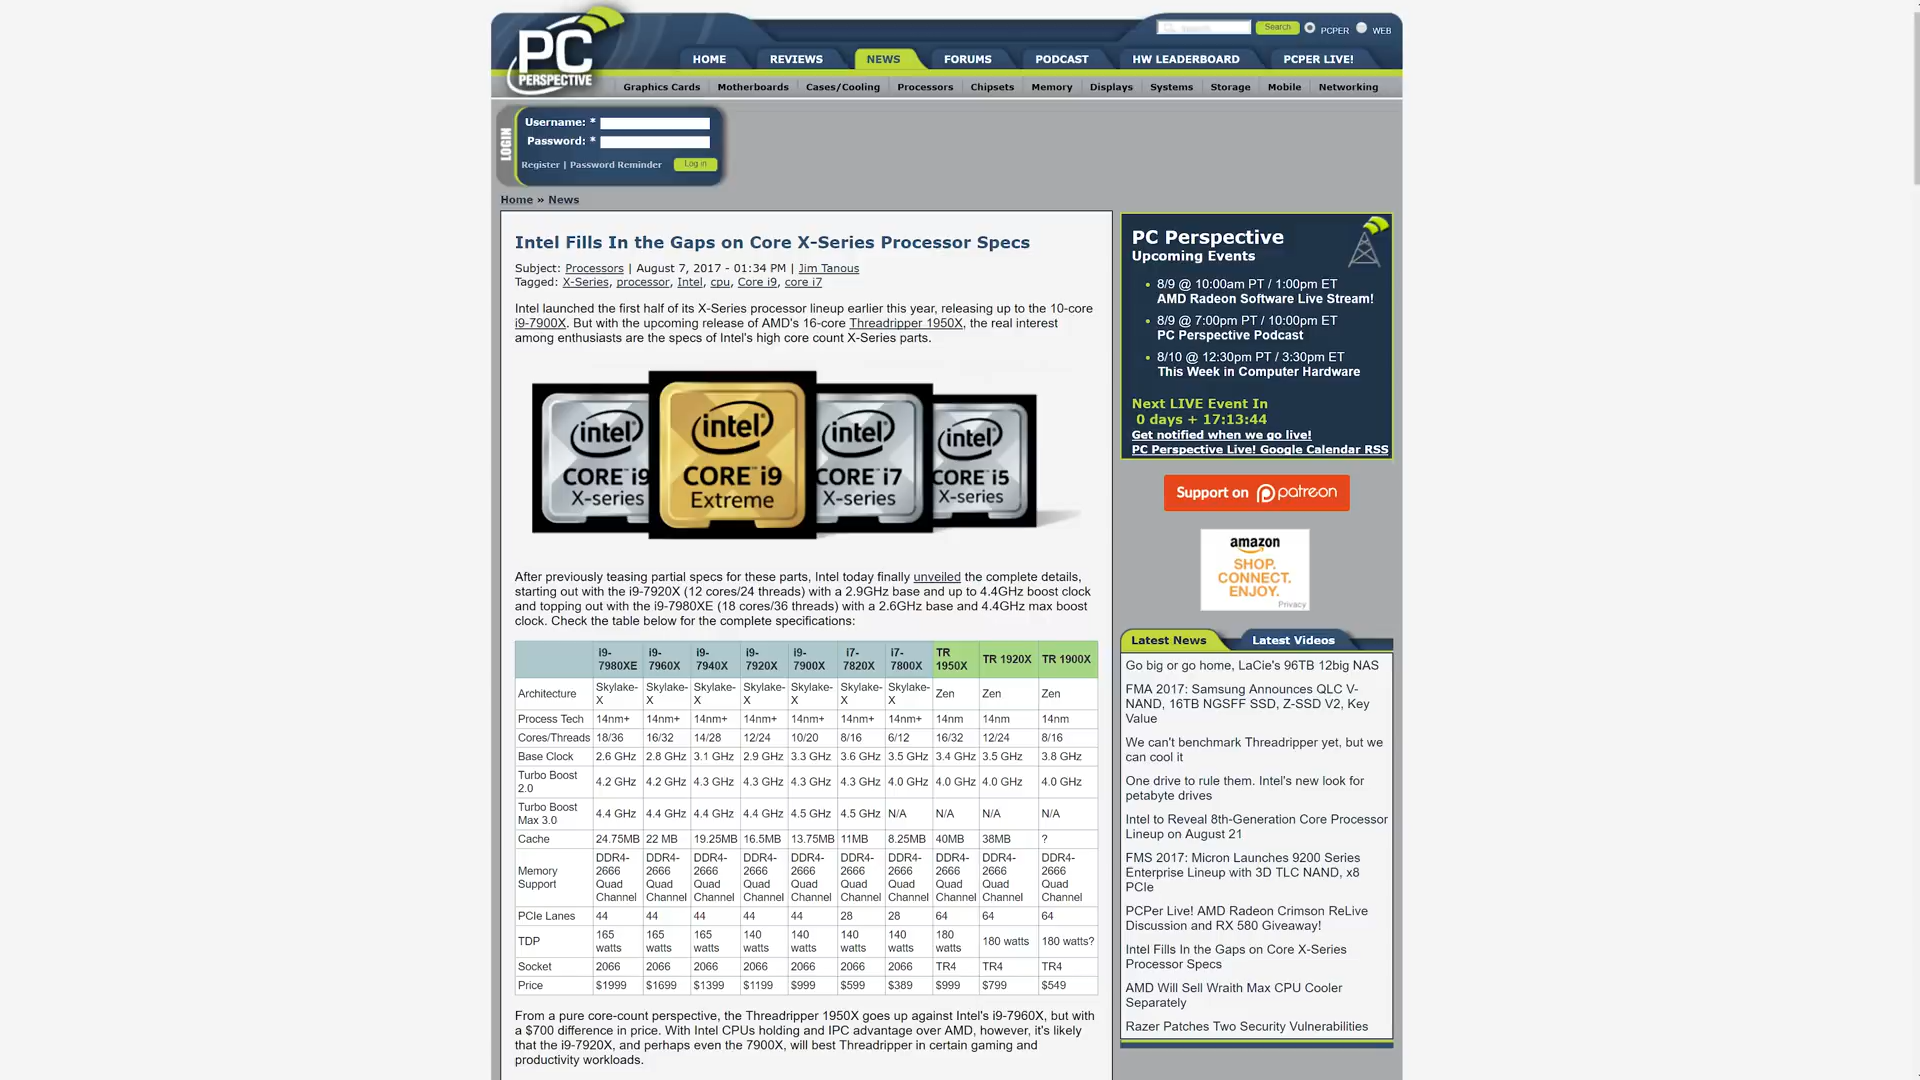 PC
PERSPECTIVE
Search
PCPER
WEB
HOME
REVIEWS
NEWS
FORUMS
PODCAST
HW LEADERBOARD
PCPER LIVE!
Graphics Cards
Motherboards
Cases/Cooling
Processors
Chipsets
Memory
Displays
Systems
Storage
Mobile
Networking
LOGIN
Username: *
Password: *
Register | Password Reminder
Log in
Home » News
Intel Fills In the Gaps on Core X-Series Processor Specs
Subject: Processors | August 7, 2017 - 01:34 PM | Jim Tanous
Tagged: X-Series, processor, Intel, cpu, Core i9, core i7
Intel launched the first half of its X-Series processor lineup earlier this year, releasing up to the 10-core
i9-7900X. But with the upcoming release of AMD's 16-core Threadripper 1950X, the real interest
among enthusiasts are the specs of Intel's high core count X-Series parts.
intel
CORE i9
X-series
intel
CORE i9
Extreme
intel
CORE i7
X-series
intel
CORE i5
X-series
After previously teasing partial specs for these parts, Intel today finally unveiled the complete details,
starting out with the i9-7920X (12 cores/24 threads) with a 2.9GHz base and up to 4.4GHz boost clock
and topping out with the i9-7980XE (18 cores/36 threads) with a 2.6GHz base and 4.4GHz max boost
clock. Check the table below for the complete specifications:
i9-7980XE i9-7960X i9-7940X i9-7920X i9-7900X i7-7820X i7-7800X TR 1950X TR 1920X TR 1900X
Architecture Skylake-X Skylake-X Skylake-X Skylake-X Skylake-X Skylake-X Skylake-X Zen Zen Zen
Process Tech 14nm+ 14nm+ 14nm+ 14nm+ 14nm+ 14nm+ 14nm+ 14nm 14nm 14nm
Cores/Threads 18/36 16/32 14/28 12/24 10/20 8/16 6/12 16/32 12/24 8/16
Base Clock 2.6 GHz 2.8 GHz 3.1 GHz 2.9 GHz 3.3 GHz 3.6 GHz 3.5 GHz 3.4 GHz 3.5 GHz 3.8 GHz
Turbo Boost 2.0 4.2 GHz 4.2 GHz 4.3 GHz 4.3 GHz 4.3 GHz 4.3 GHz 4.0 GHz 4.0 GHz 4.0 GHz 4.0 GHz
Turbo Boost Max 3.0 4.4 GHz 4.4 GHz 4.4 GHz 4.4 GHz 4.5 GHz 4.5 GHz N/A N/A N/A N/A
Cache 24.75MB 22 MB 19.25MB 16.5MB 13.75MB 11MB 8.25MB 40MB 38MB ?
Memory Support DDR4-2666 Quad Channel DDR4-2666 Quad Channel DDR4-2666 Quad Channel DDR4-2666 Quad Channel DDR4-2666 Quad Channel DDR4-2666 Quad Channel DDR4-2666 Quad Channel DDR4-2666 Quad Channel DDR4-2666 Quad Channel DDR4-2666 Quad Channel
PCIe Lanes 44 44 44 44 44 28 28 64 64 64
TDP 165 watts 165 watts 165 watts 140 watts 140 watts 140 watts 140 watts 180 watts 180 watts 180 watts?
Socket 2066 2066 2066 2066 2066 2066 2066 TR4 TR4 TR4
Price $1999 $1699 $1399 $1199 $999 $599 $389 $999 $799 $549
From a pure core-count perspective, the Threadripper 1950X goes up against Intel's i9-7960X, but with
a $700 difference in price. With Intel CPUs holding and IPC advantage over AMD, however, it's likely
that the i9-7920X, and perhaps even the 7900X, will best Threadripper in certain gaming and
productivity workloads.
PC Perspective
Upcoming Events
8/9 @ 10:00am PT / 1:00pm ET
AMD Radeon Software Live Stream!
8/9 @ 7:00pm PT / 10:00pm ET
PC Perspective Podcast
8/10 @ 12:30pm PT / 3:30pm ET
This Week in Computer Hardware
Next LIVE Event In
0 days + 17:13:44
Get notified when we go live!
PC Perspective Live! Google Calendar RSS
Support on patreon
amazon
SHOP.
CONNECT.
ENJOY.
Privacy
Latest News
Latest Videos
Go big or go home, LaCie's 96TB 12big NAS
FMA 2017: Samsung Announces QLC V-
NAND, 16TB NGSFF SSD, Z-SSD V2, Key
Value
We can't benchmark Threadripper yet, but we
can cool it
One drive to rule them. Intel's new look for
petabyte drives
Intel to Reveal 8th-Generation Core Processor
Lineup on August 21
FMS 2017: Micron Launches 9200 Series
Enterprise Lineup with 3D TLC NAND, x8
PCIe
PCPer Live! AMD Radeon Crimson ReLive
Discussion and RX 580 Giveaway!
Intel Fills In the Gaps on Core X-Series
Processor Specs
AMD Will Sell Wraith Max CPU Cooler
Separately
Razer Patches Two Security Vulnerabilities